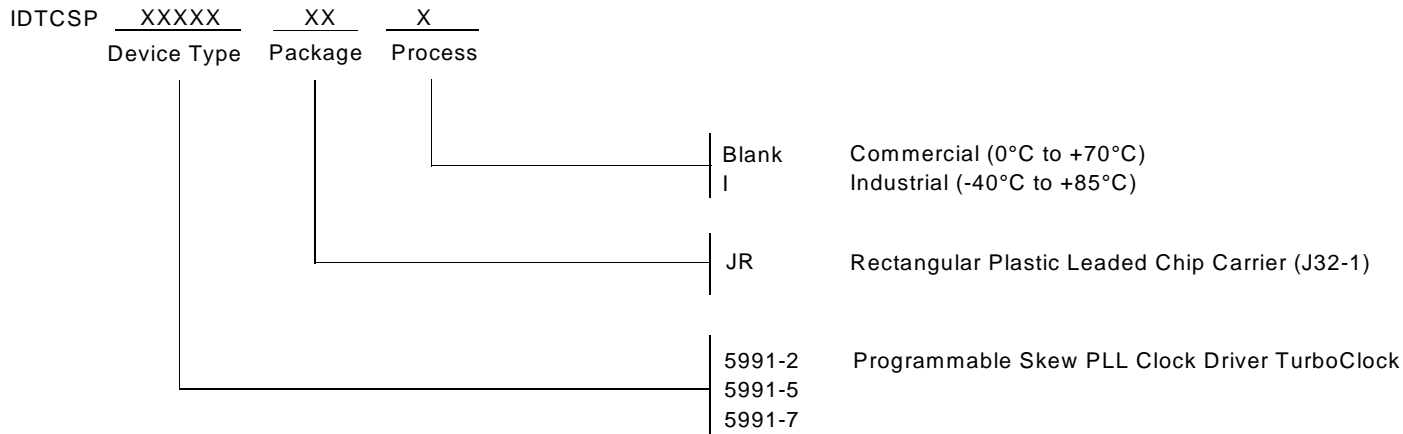 IDTCSP XXXXX XX X
Device Type Package Process
Blank Commercial (0°C to +70°C)
I Industrial (-40°C to +85°C)
JR Rectangular Plastic Leaded Chip Carrier (J32-1)
5991-2 Programmable Skew PLL Clock Driver TurboClock
5991-5
5991-7